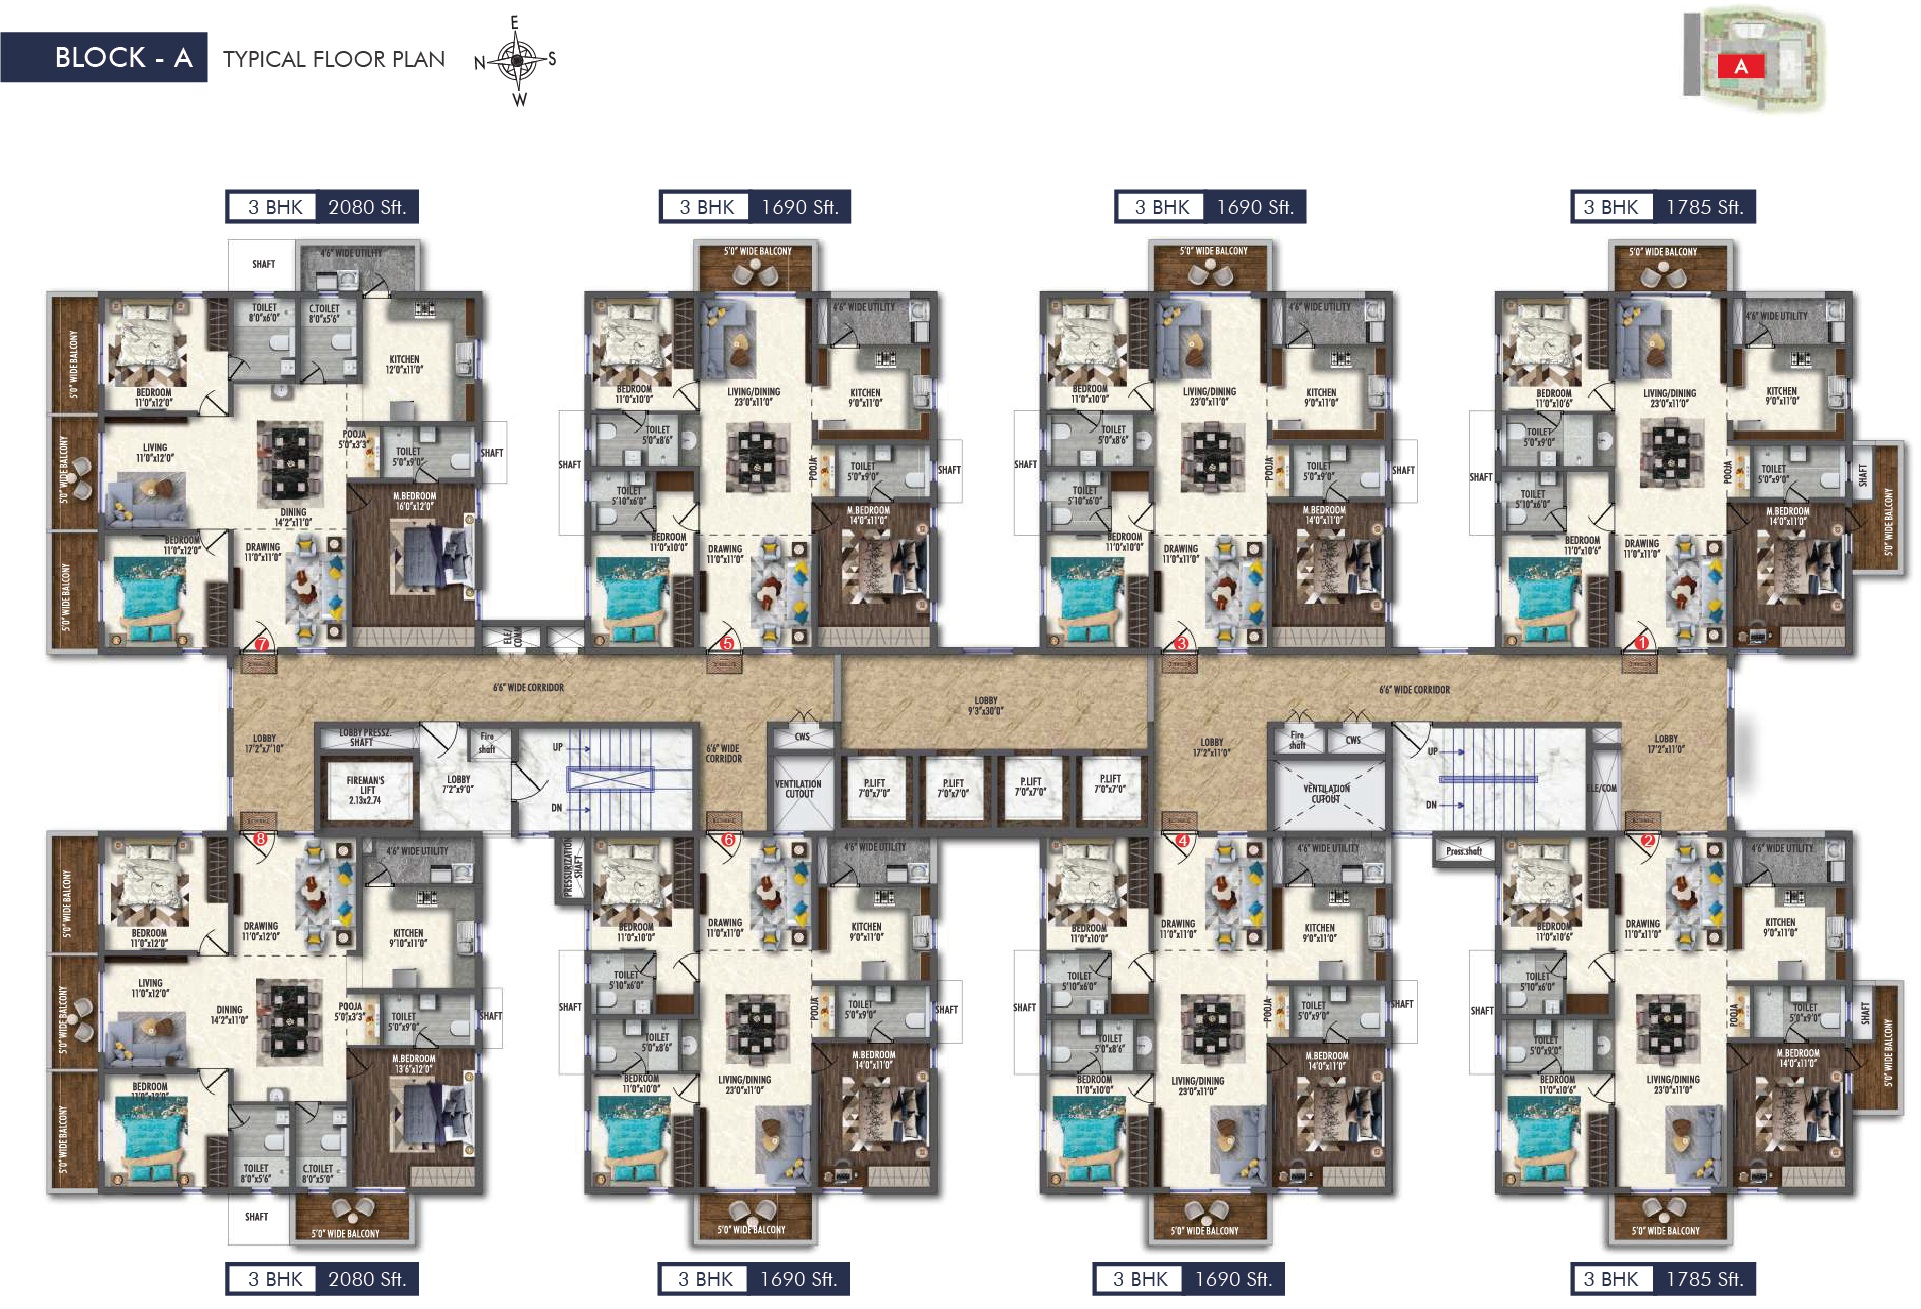 BLOCK - A
TYPICAL FLOOR PLAN
E
N
S
W
A
3 BHK 2080 Sft.
3 BHK 1690 Sft.
3 BHK 1690 Sft.
3 BHK 1785 Sft.
SHAFT
4'6" WIDE UTILITY
5'0" WIDE BALCONY
TOILET
8'0"x6'0"
C.TOILET
8'0"x5'6"
KITCHEN
12'0"x11'0"
BEDROOM
11'0"x12'0"
5'0" WIDE BALCONY
LIVING
11'0"x12'0"
POOJA
5'0"x3'3"
TOILET
5'0"x9'0"
SHAFT
M.BEDROOM
16'0"x12'0"
DINING
14'2"x11'0"
BEDROOM
11'0"x12'0"
DRAWING
11'0"x11'0"
5'0" WIDE BALCONY
7
ELE/
COMM
5'0" WIDE BALCONY
4'6" WIDE UTILITY
BEDROOM
11'0"x10'0"
LIVING/DINING
23'0"x11'0"
KITCHEN
9'0"x11'0"
TOILET
5'0"x8'6"
SHAFT
POOJA
TOILET
5'0"x9'0"
SHAFT
TOILET
5'10"x6'0"
M.BEDROOM
14'0"x11'0"
BEDROOM
11'0"x10'0"
DRAWING
11'0"x11'0"
5
5'0" WIDE BALCONY
4'6" WIDE UTILITY
BEDROOM
11'0"x10'0"
LIVING/DINING
23'0"x11'0"
KITCHEN
9'0"x11'0"
TOILET
5'0"x8'6"
SHAFT
POOJA
TOILET
5'0"x9'0"
SHAFT
TOILET
5'10"x6'0"
M.BEDROOM
14'0"x11'0"
BEDROOM
11'0"x10'0"
DRAWING
11'0"x11'0"
3
5'0" WIDE BALCONY
4'6" WIDE UTILITY
BEDROOM
11'0"x10'6"
LIVING/DINING
23'0"x11'0"
KITCHEN
9'0"x11'0"
TOILET
5'0"x9'0"
SHAFT
POOJA
TOILET
5'0"x9'0"
SHAFT
5'0" WIDE BALCONY
TOILET
5'10"x6'0"
M.BEDROOM
14'0"x11'0"
BEDROOM
11'0"x10'6"
DRAWING
11'0"x11'0"
1
6'6" WIDE CORRIDOR
LOBBY
9'3"x30'0"
6'6" WIDE CORRIDOR
LOBBY
17'2"x7'10"
LOBBY PRESSZ.
SHAFT
Fire
shaft
UP
6'6" WIDE
CORRIDOR
CWS
LOBBY
17'2"x11'0"
Fire
shaft
CWS
UP
LOBBY
17'2"x11'0"
FIREMAN'S
LIFT
2.13x2.74
LOBBY
7'2"x9'0"
DN
VENTILATION
CUTOUT
P.LIFT
7'0"x7'0"
P.LIFT
7'0"x7'0"
P.LIFT
7'0"x7'0"
P.LIFT
7'0"x7'0"
VENTILATION
CUTOUT
DN
ELE/COM
8
DRAWING
11'0"x12'0"
4'6" WIDE UTILITY
5'0" WIDE BALCONY
BEDROOM
11'0"x12'0"
KITCHEN
9'10"x11'0"
LIVING
11'0"x12'0"
5'0" WIDE BALCONY
DINING
14'2"x11'0"
POOJA
5'0"x3'3"
TOILET
5'0"x9'0"
SHAFT
M.BEDROOM
13'6"x12'0"
BEDROOM
11'0"x12'0"
5'0" WIDE BALCONY
TOILET
8'0"x5'6"
C.TOILET
8'0"x5'0"
SHAFT
5'0" WIDE BALCONY
PRESSURIZATION
SHAFT
6
4'6" WIDE UTILITY
BEDROOM
11'0"x10'0"
DRAWING
11'0"x11'0"
KITCHEN
9'0"x11'0"
TOILET
5'10"x6'0"
SHAFT
POOJA
TOILET
5'0"x9'0"
SHAFT
TOILET
5'0"x8'6"
M.BEDROOM
14'0"x11'0"
BEDROOM
11'0"x10'0"
LIVING/DINING
23'0"x11'0"
5'0" WIDE BALCONY
4
4'6" WIDE UTILITY
BEDROOM
11'0"x10'0"
DRAWING
11'0"x11'0"
KITCHEN
9'0"x11'0"
TOILET
5'10"x6'0"
SHAFT
POOJA
TOILET
5'0"x9'0"
SHAFT
TOILET
5'0"x8'6"
M.BEDROOM
14'0"x11'0"
BEDROOM
11'0"x10'0"
LIVING/DINING
23'0"x11'0"
5'0" WIDE BALCONY
Press.shaft
2
4'6" WIDE UTILITY
BEDROOM
11'0"x10'6"
DRAWING
11'0"x11'0"
KITCHEN
9'0"x11'0"
TOILET
5'10"x6'0"
SHAFT
POOJA
TOILET
5'0"x9'0"
SHAFT
5'0" WIDE BALCONY
TOILET
5'0"x9'0"
M.BEDROOM
14'0"x11'0"
BEDROOM
11'0"x10'6"
LIVING/DINING
23'0"x11'0"
5'0" WIDE BALCONY
3 BHK 2080 Sft.
3 BHK 1690 Sft.
3 BHK 1690 Sft.
3 BHK 1785 Sft.